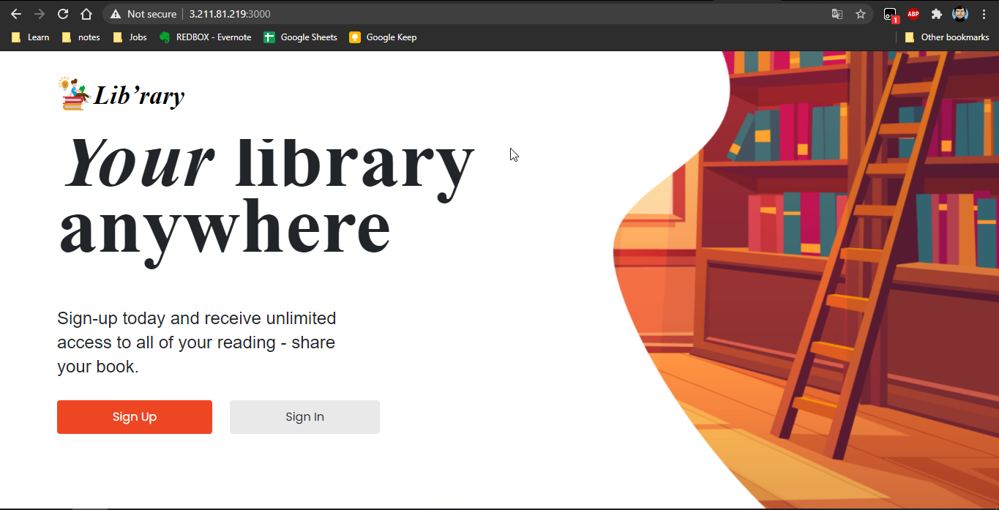 Not secure
3.211.81.219:3000
1
ABP
Learn
notes
Jobs
REDBOX - Evernote
Google Sheets
Google Keep
Other bookmarks
Lib’rary
Your library
anywhere
Sign-up today and receive unlimited
access to all of your reading - share
your book.
Sign Up
Sign In